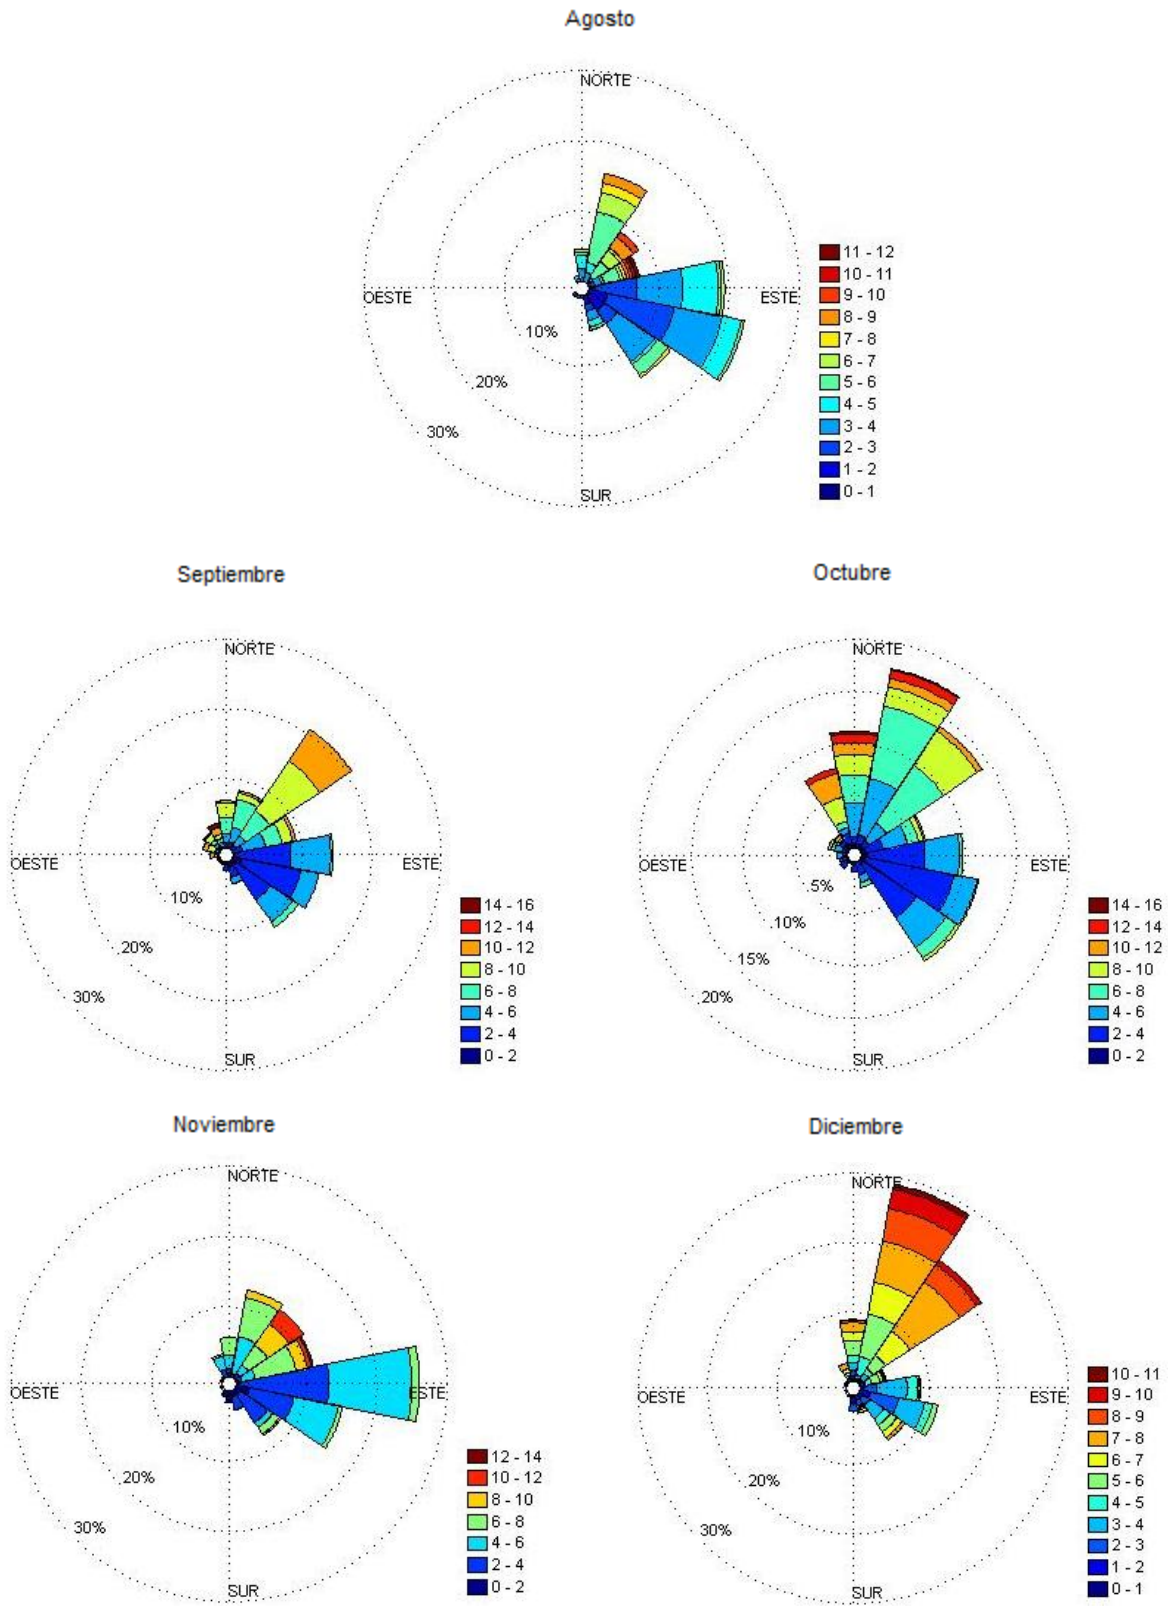 Agosto
NORTE
OESTE
ESTE
10%
20%
30%
SUR
11 - 12
10 - 11
9 - 10
8 - 9
7 - 8
6 - 7
5 - 6
4 - 5
3 - 4
2 - 3
1 - 2
0 - 1
Septiembre
NORTE
OESTE
ESTE
10%
20%
30%
SUR
14 - 16
12 - 14
10 - 12
8 - 10
6 - 8
4 - 6
2 - 4
0 - 2
Octubre
NORTE
OESTE
ESTE
5%
10%
15%
20%
SUR
14 - 16
12 - 14
10 - 12
8 - 10
6 - 8
4 - 6
2 - 4
0 - 2
Noviembre
NORTE
OESTE
ESTE
10%
20%
30%
SUR
12 - 14
10 - 12
8 - 10
6 - 8
4 - 6
2 - 4
0 - 2
Diciembre
NORTE
OESTE
ESTE
10%
20%
30%
SUR
10 - 11
9 - 10
8 - 9
7 - 8
6 - 7
5 - 6
4 - 5
3 - 4
2 - 3
1 - 2
0 - 1